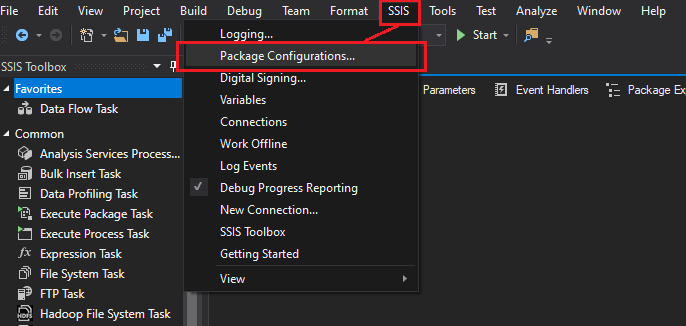 File Edit View Project Build Debug Team Format SSIS Tools Test Analyze Window Help
Start
SSIS Toolbox
Favorites
Data Flow Task
Common
Analysis Services Process...
Bulk Insert Task
Data Profiling Task
Execute Package Task
Execute Process Task
Expression Task
File System Task
FTP Task
HDFS
Hadoop File System Task
Logging...
Package Configurations...
Digital Signing...
Variables
Connections
Work Offline
Log Events
Debug Progress Reporting
New Connection...
SSIS Toolbox
Getting Started
View
Parameters Event Handlers Package Ex